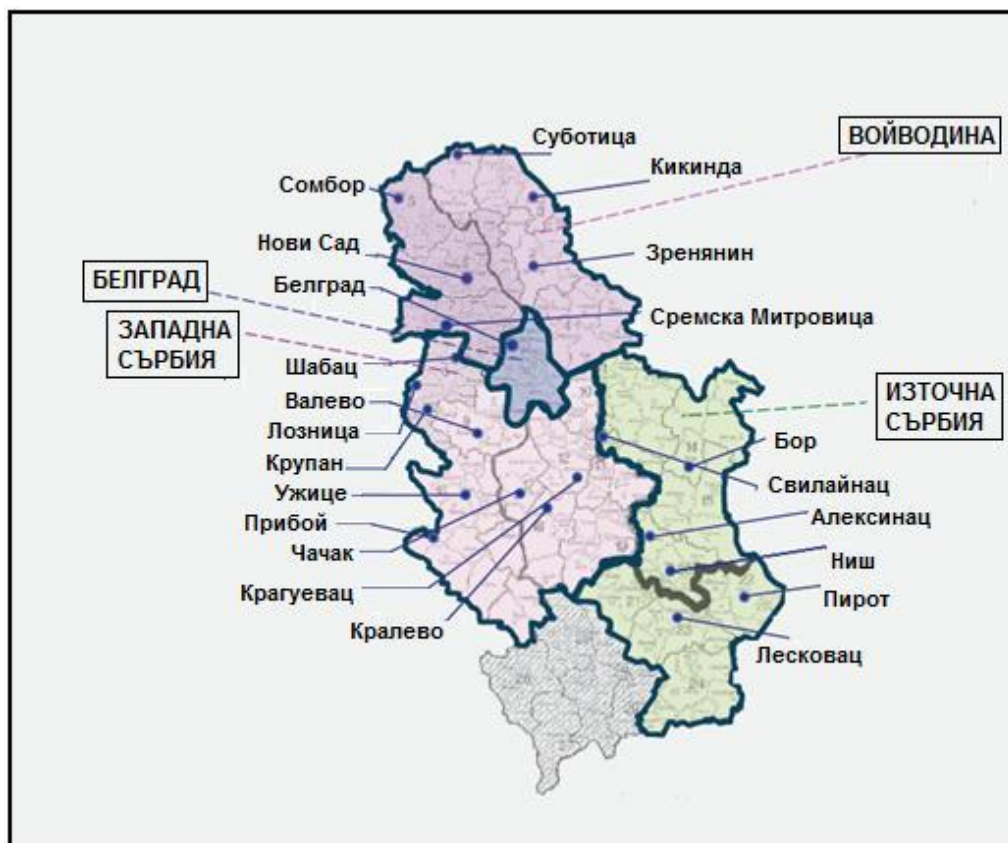 Суботица
ВОЙВОДИНА
Кикинда
Сомбор
Нови Сад
Зренянин
БЕЛГРАД
Белград
Сремска Митровица
ЗАПАДНА
СЪРБИЯ
Шабац
Валево
ИЗТОЧНА
СЪРБИЯ
Лозница
Бор
Крупан
Свилайнац
Ужице
Алексинац
Прибой
Чачак
Ниш
Крагуевац
Пирот
Кралево
Лесковац